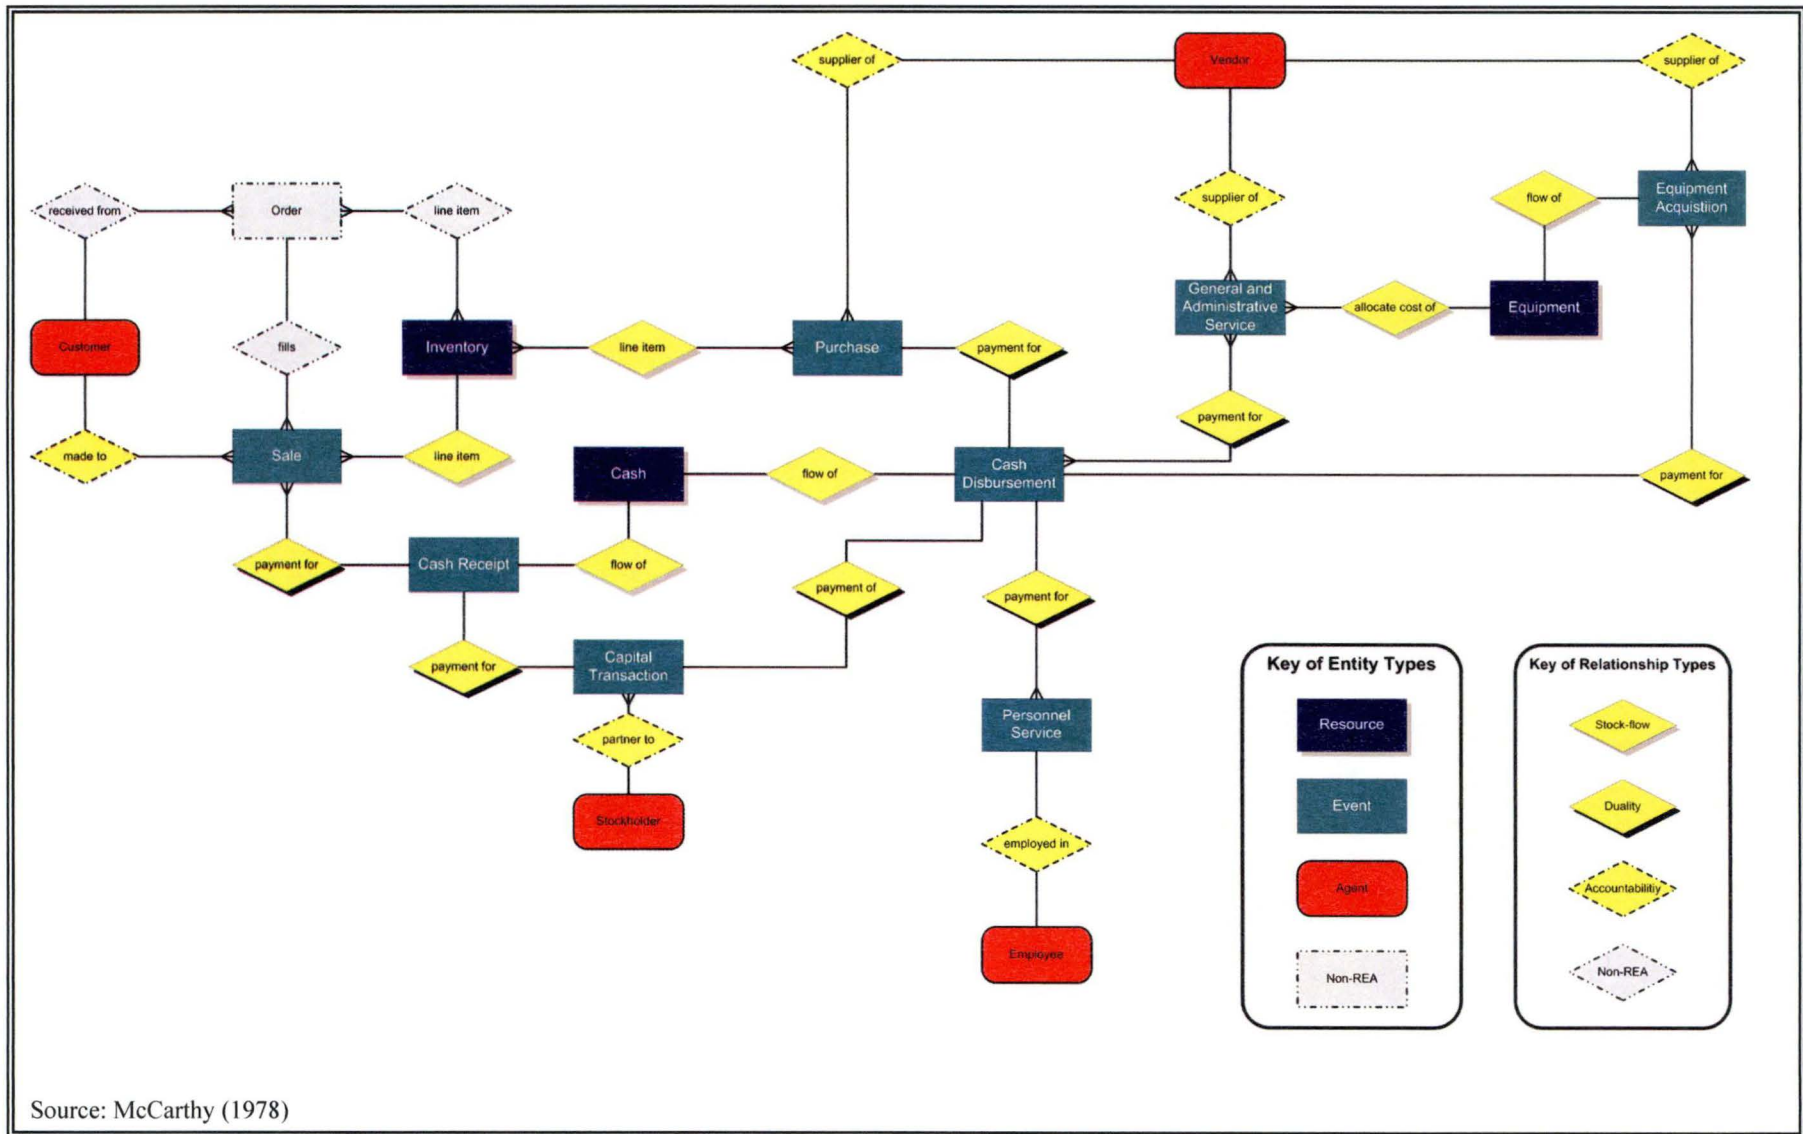 supplier of
Vendor
supplier of
received from
Order
line item
supplier of
flow of
Equipment
Acquistiion
Customer
fills
Inventory
line item
Purchase
payment for
General and
Administrative
Service
allocate cost of
Equipment
made to
Sale
line item
Cash
flow of
Cash
Disbursement
payment for
payment for
payment for
Cash Receipt
flow of
payment of
payment for
payment for
Capital
Transaction
partner to
Stockholder
Personnel
Service
employed in
Employee
Key of Entity Types
Resource
Event
Agent
Non-REA
Key of Relationship Types
Stock-flow
Duality
Accountabilitiy
Non-REA
Source: McCarthy (1978)